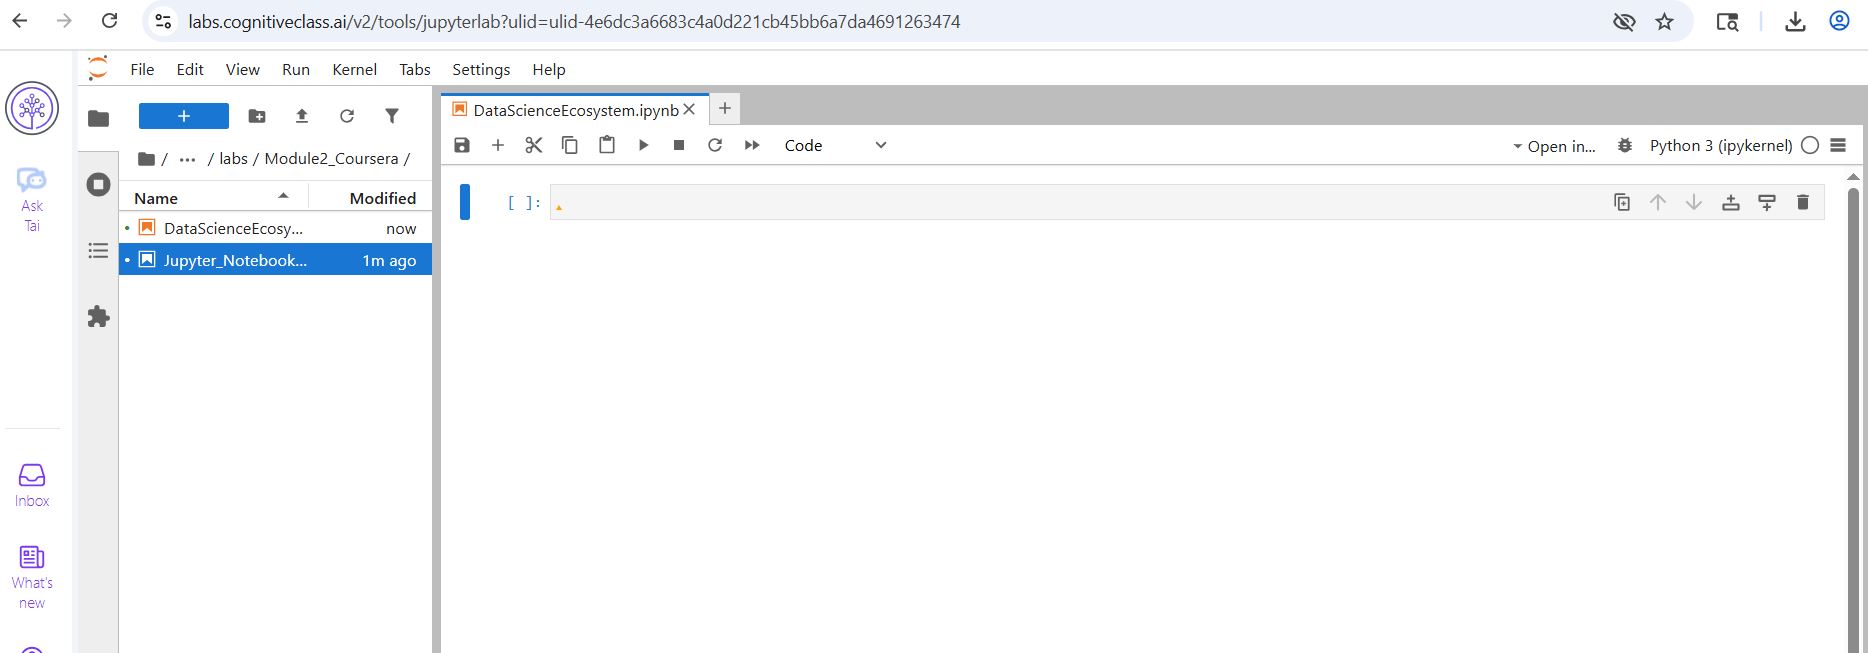 labs.cognitiveclass.ai/v2/tools/jupyterlab?ulid=ulid-4e6dc3a6683c4a0d221cb45bb6a7da4691263474
File Edit View Run Kernel Tabs Settings Help
Ask
Tai
Inbox
What's
new
/ ··· / labs / Module2_Coursera /
Name Modified
DataScienceEcosy... now
Jupyter_Notebook... 1m ago
DataScienceEcosystem.ipynb
Code
Open in...
Python 3 (ipykernel)
[ ]: